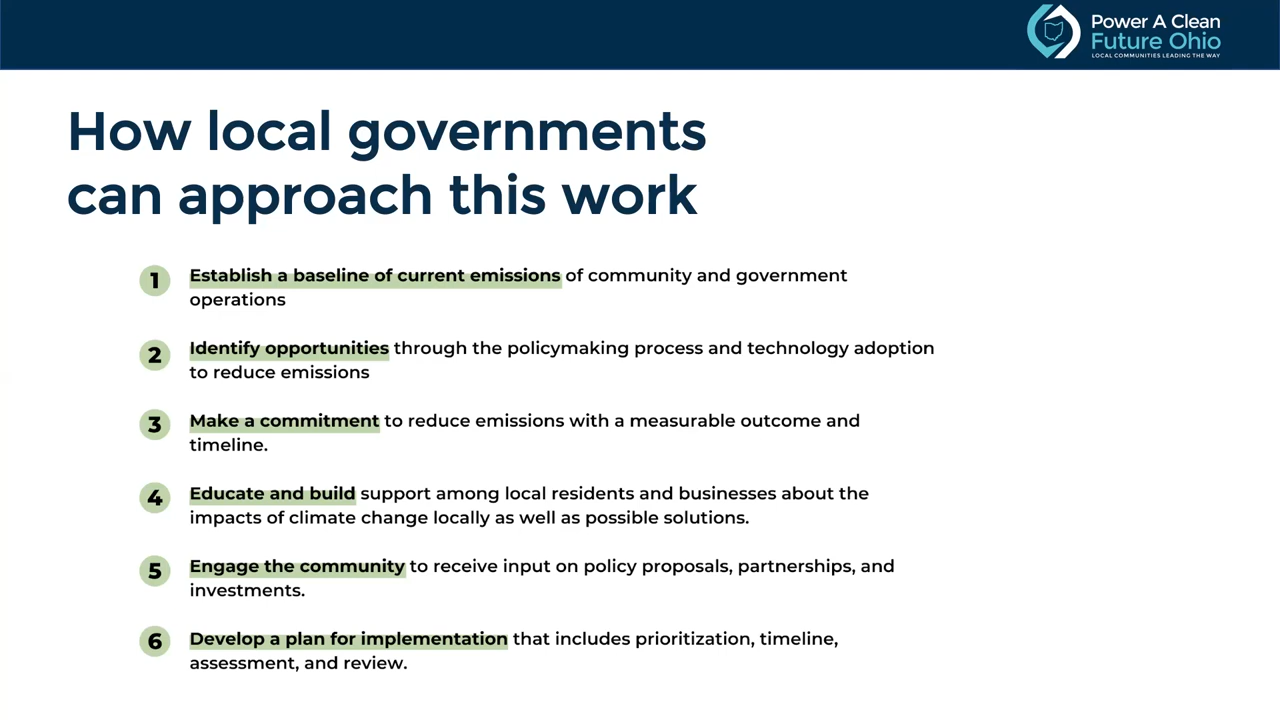 Power A Clean
Future Ohio
LOCAL COMMUNITIES LEADING THE WAY
How local governments
can approach this work
1 Establish a baseline of current emissions of community and government
operations
2 Identify opportunities through the policymaking process and technology adoption
to reduce emissions
3 Make a commitment to reduce emissions with a measurable outcome and
timeline.
4 Educate and build support among local residents and businesses about the
impacts of climate change locally as well as possible solutions.
5 Engage the community to receive input on policy proposals, partnerships, and
investments.
6 Develop a plan for implementation that includes prioritization, timeline,
assessment, and review.